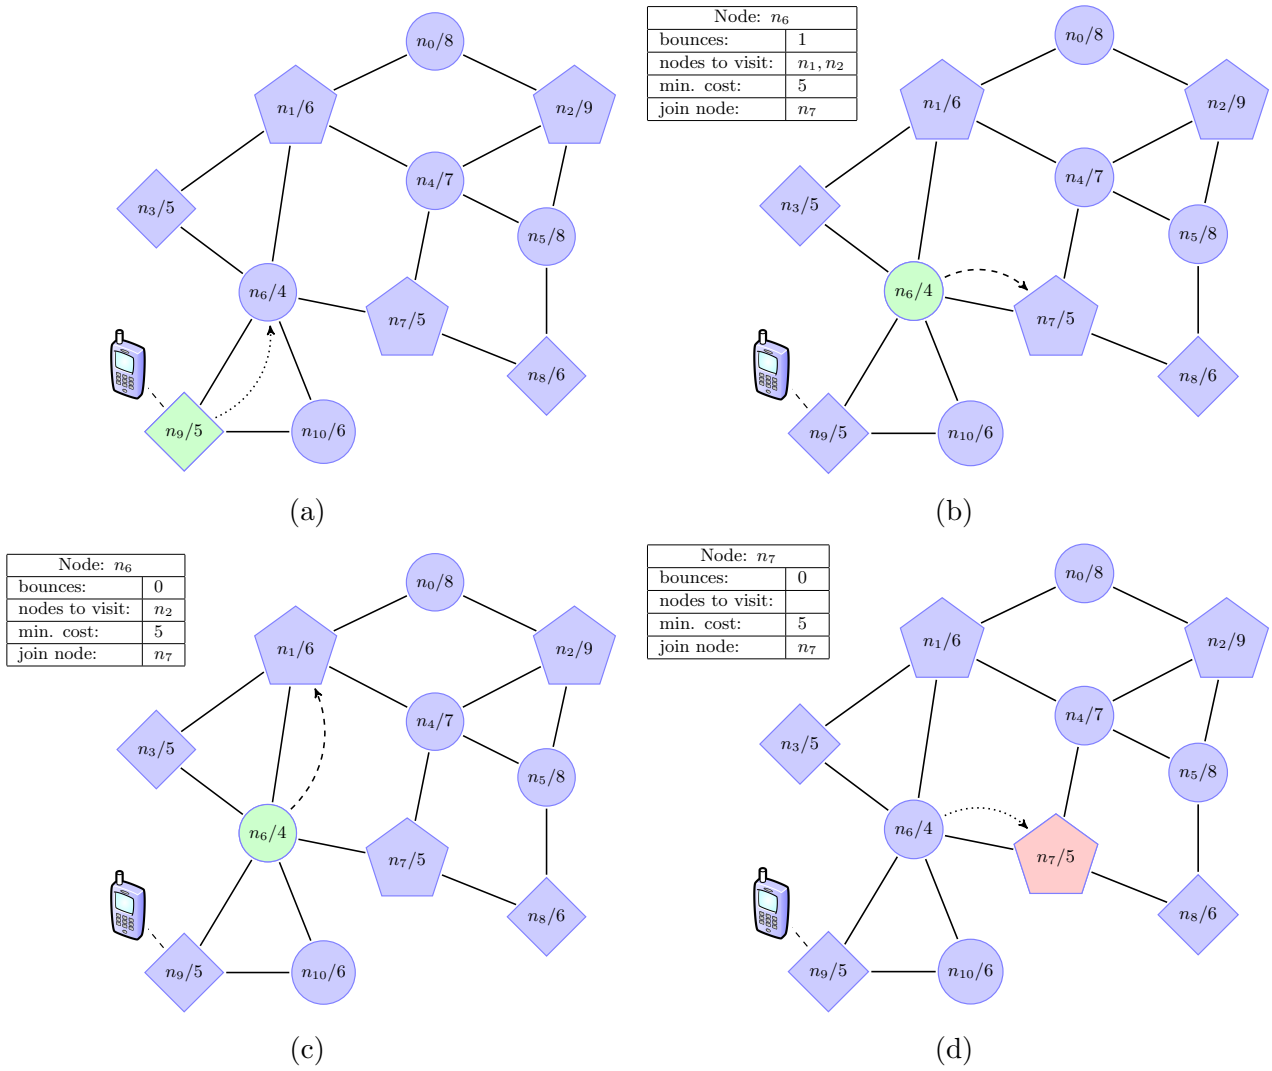 n₀/8
n₁/6
n₂/9
n₄/7
n₃/5
n₅/8
n₆/4
n₇/5
n₈/6
n₉/5
n₁₀/6
(a)
Node: n₆
bounces: 1
nodes to visit: n₁, n₂
min. cost: 5
join node: n₇
n₀/8
n₁/6
n₂/9
n₄/7
n₃/5
n₅/8
n₆/4
n₇/5
n₈/6
n₉/5
n₁₀/6
(b)
Node: n₆
bounces: 0
nodes to visit: n₂
min. cost: 5
join node: n₇
n₀/8
n₁/6
n₂/9
n₄/7
n₃/5
n₅/8
n₆/4
n₇/5
n₈/6
n₉/5
n₁₀/6
(c)
Node: n₇
bounces: 0
nodes to visit:
min. cost: 5
join node: n₇
n₀/8
n₁/6
n₂/9
n₄/7
n₃/5
n₅/8
n₆/4
n₇/5
n₈/6
n₉/5
n₁₀/6
(d)